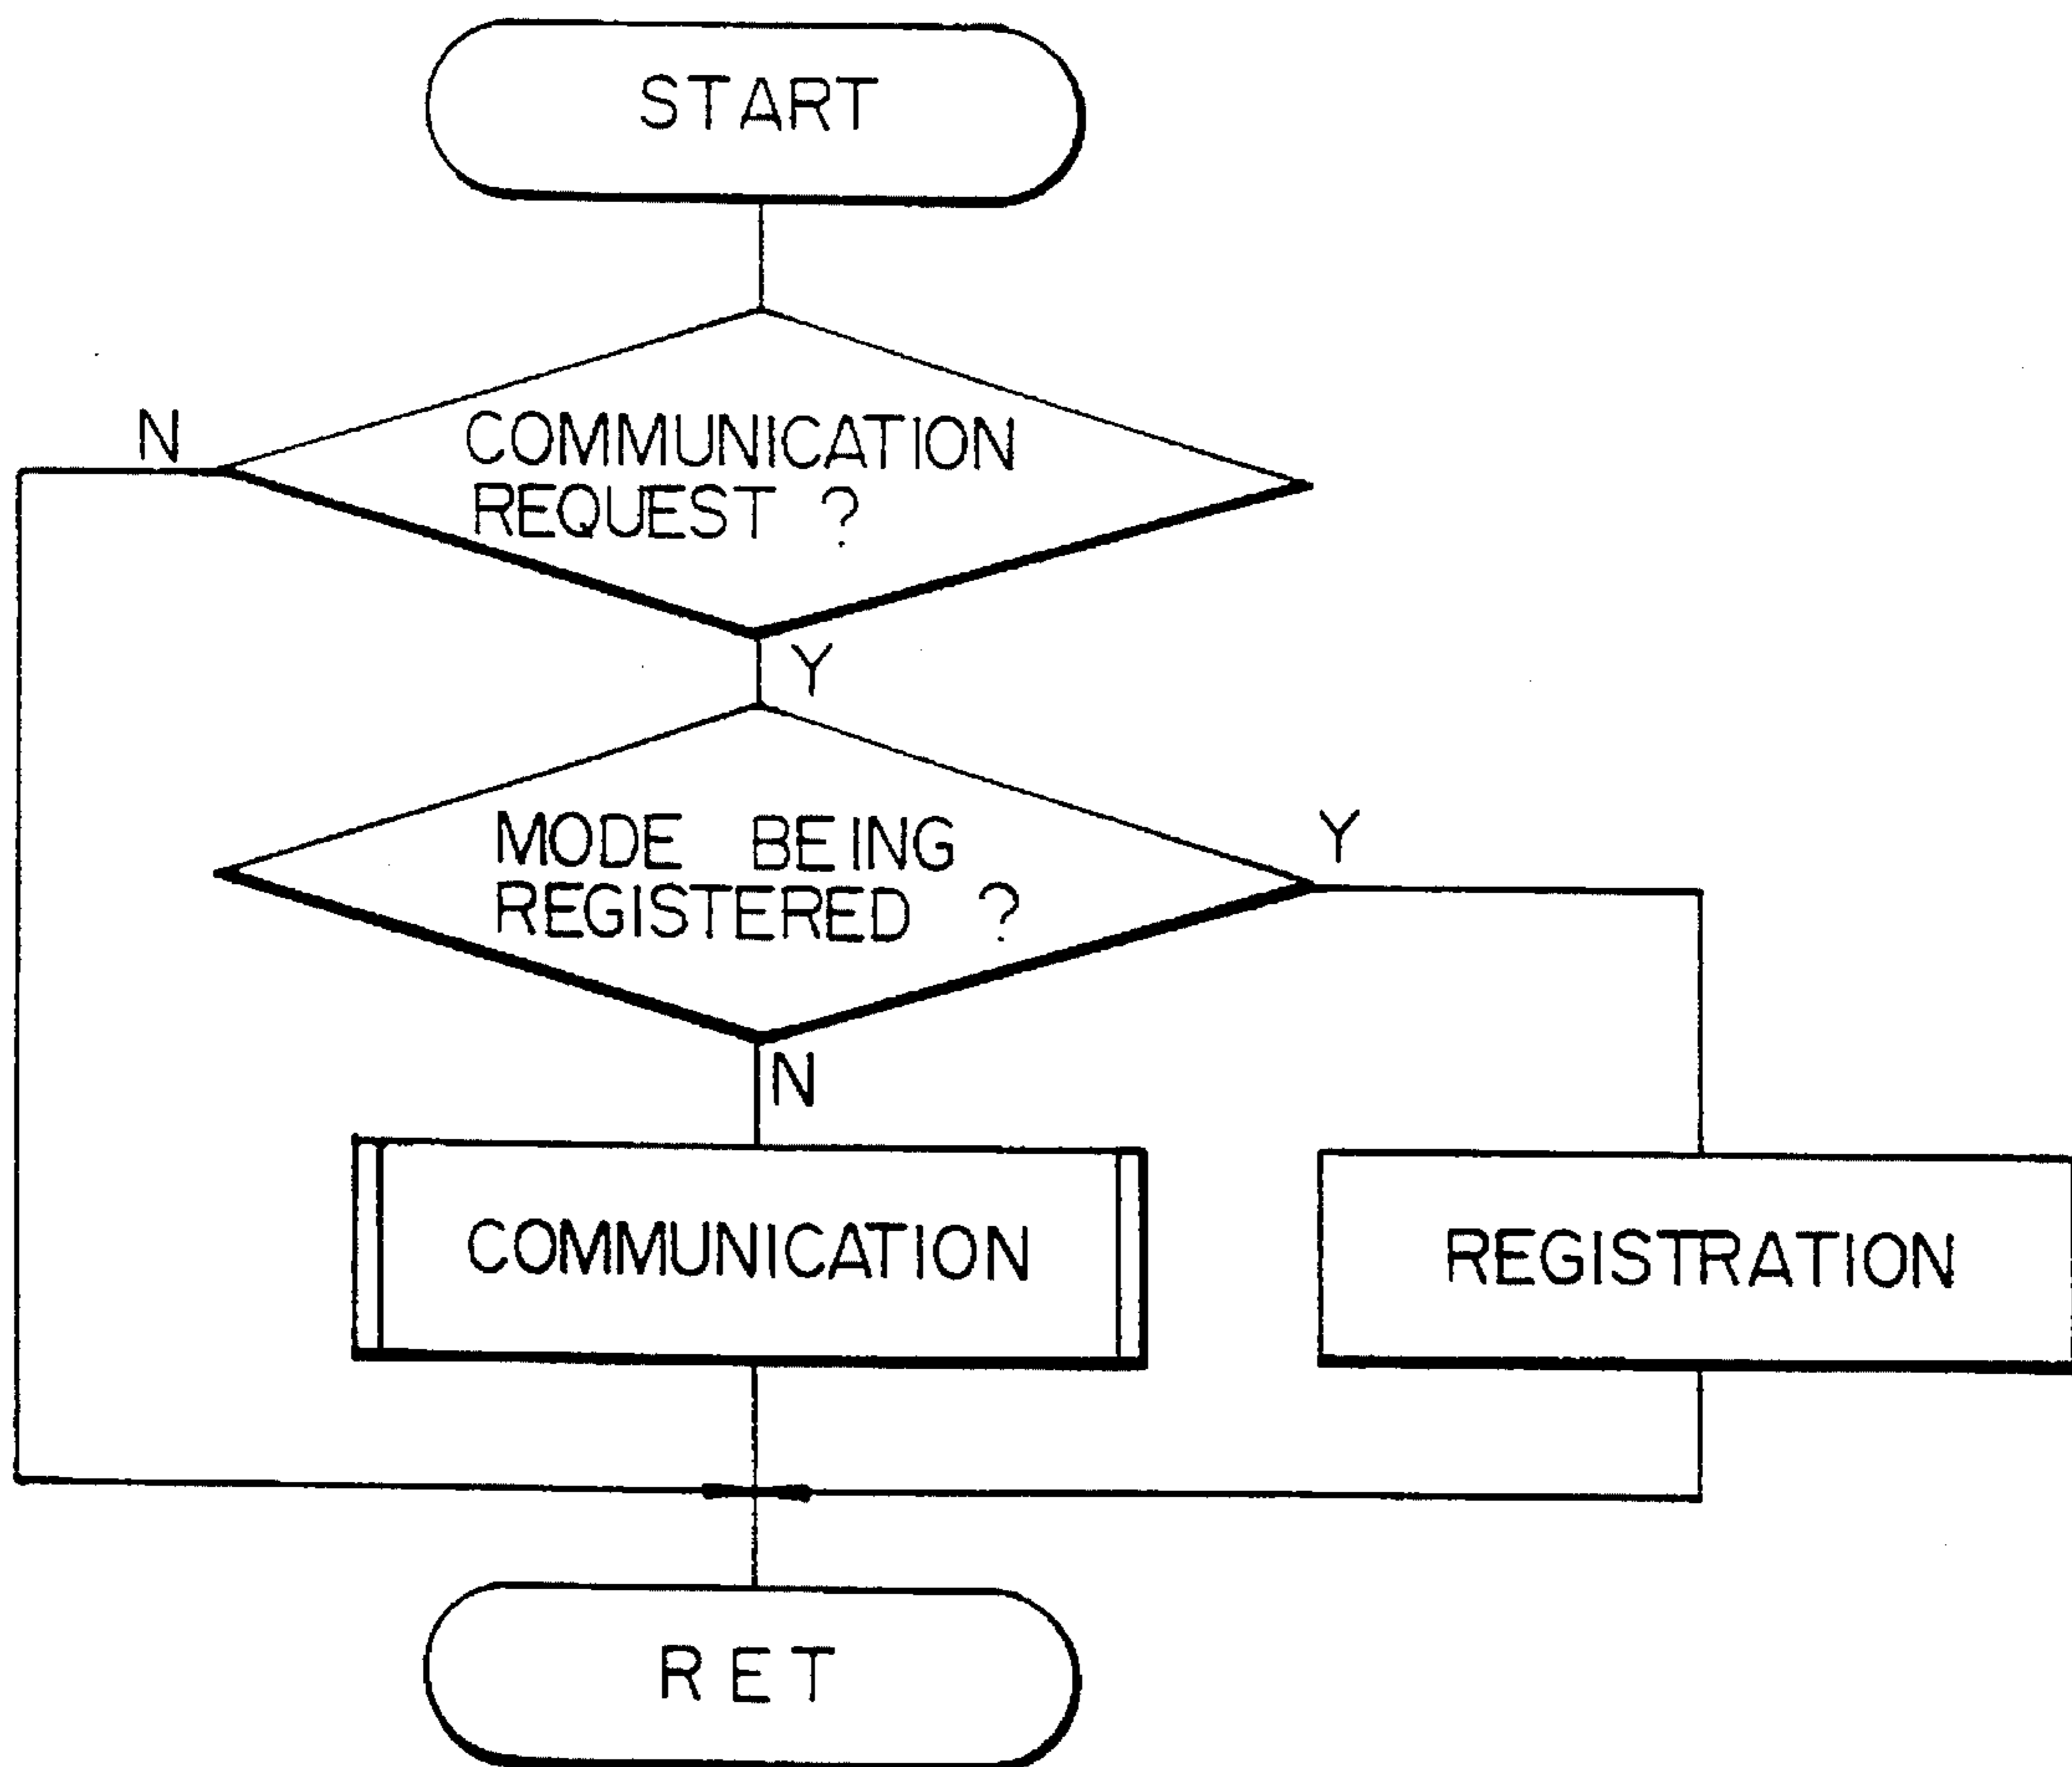 START
N
COMMUNICATION
REQUEST ?
Y
MODE BEING
REGISTERED ?
Y
N
COMMUNICATION
REGISTRATION
RET